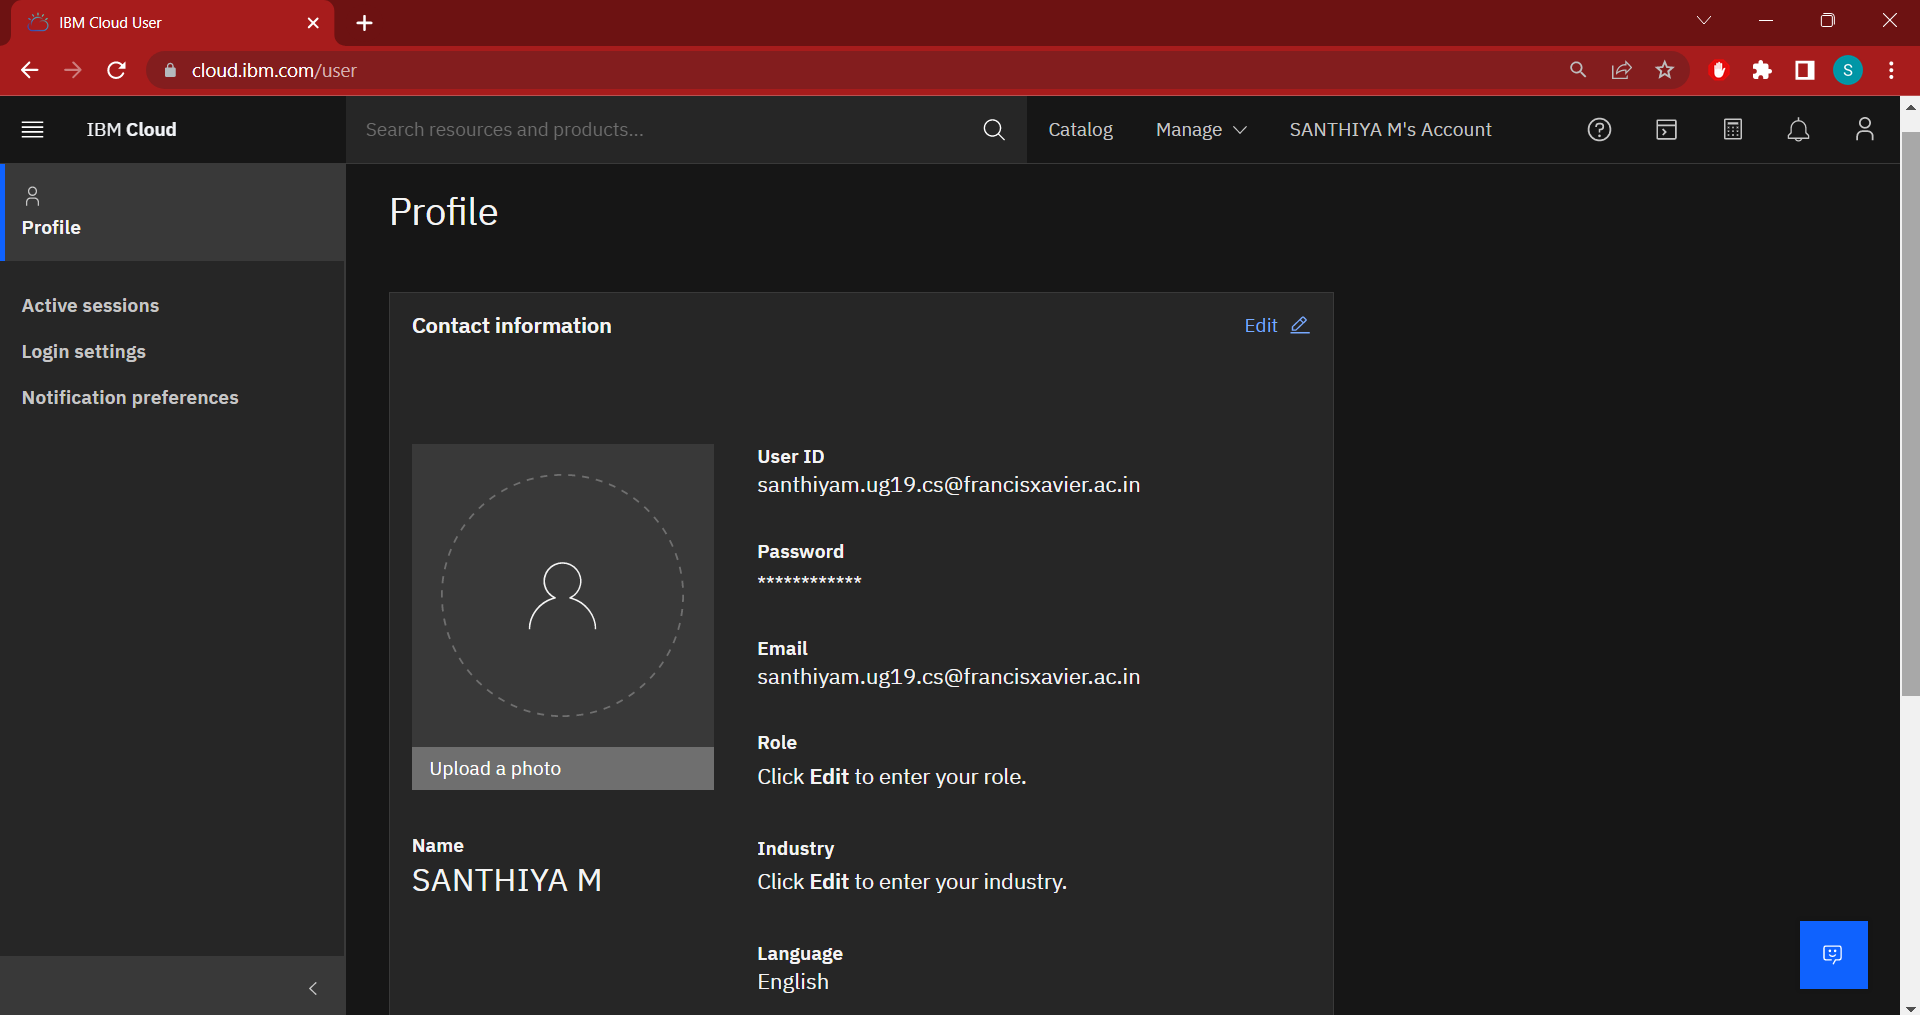 IBM Cloud User
cloud.ibm.com/user
S
IBM Cloud
Search resources and products...
Catalog
Manage
SANTHIYA M's Account
Profile
Active sessions
Login settings
Notification preferences
Profile
Contact information
Edit
Upload a photo
Name
SANTHIYA M
User ID
santhiyam.ug19.cs@francisxavier.ac.in
Password
************
Email
santhiyam.ug19.cs@francisxavier.ac.in
Role
Click Edit to enter your role.
Industry
Click Edit to enter your industry.
Language
English